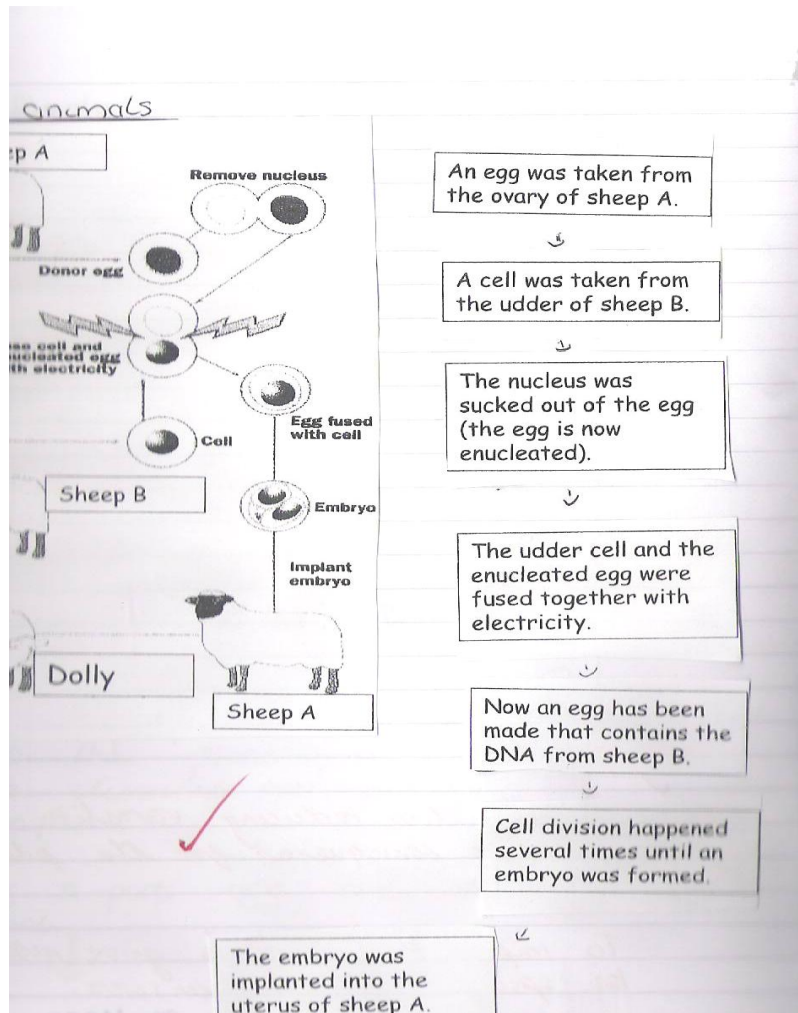 animals
Remove nucleus
Donor egg
and
with electricity
Egg fused
with cell
Cell
Sheep B
Embryo
Implant
embryo
Dolly
Sheep A
An egg was taken from
the ovary of sheep A.
A cell was taken from
the udder of sheep B.
The nucleus was
sucked out of the egg
(the egg is now
enucleated).
The udder cell and the
enucleated egg were
fused together with
electricity.
Now an egg has been
made that contains the
DNA from sheep B.
Cell division happened
several times until an
embryo was formed.
The embryo was
implanted into the
uterus of sheep A.